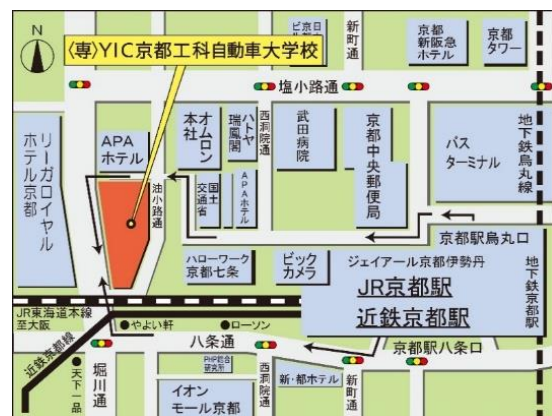 N
〈専〉YIC京都工科自動車大学校
新町通
京都
新阪急
ホテル
京都
タワー
塩小路通
リーガロイヤル
ホテル京都
APA
ホテル
油小路通
オムロン
本社
ハトヤ
瑞鳳閣
西洞院通
武田病院
京都中央郵便局
バス
ターミナル
地下鉄烏丸線
国土
交通省
APAホテル
京都駅烏丸口
ハローワーク
京都七条
ビック
カメラ
ジェイアール京都伊勢丹
JR京都駅
近鉄京都駅
地下鉄京都駅
JR東海道本線
至大阪
近鉄京都線
●やよい軒
●ローソン
八条通
京都駅八条口
●天下一品
堀川通
PHP総合
研究所
イオン
モール京都
西洞院通
新・都ホテル
新町通